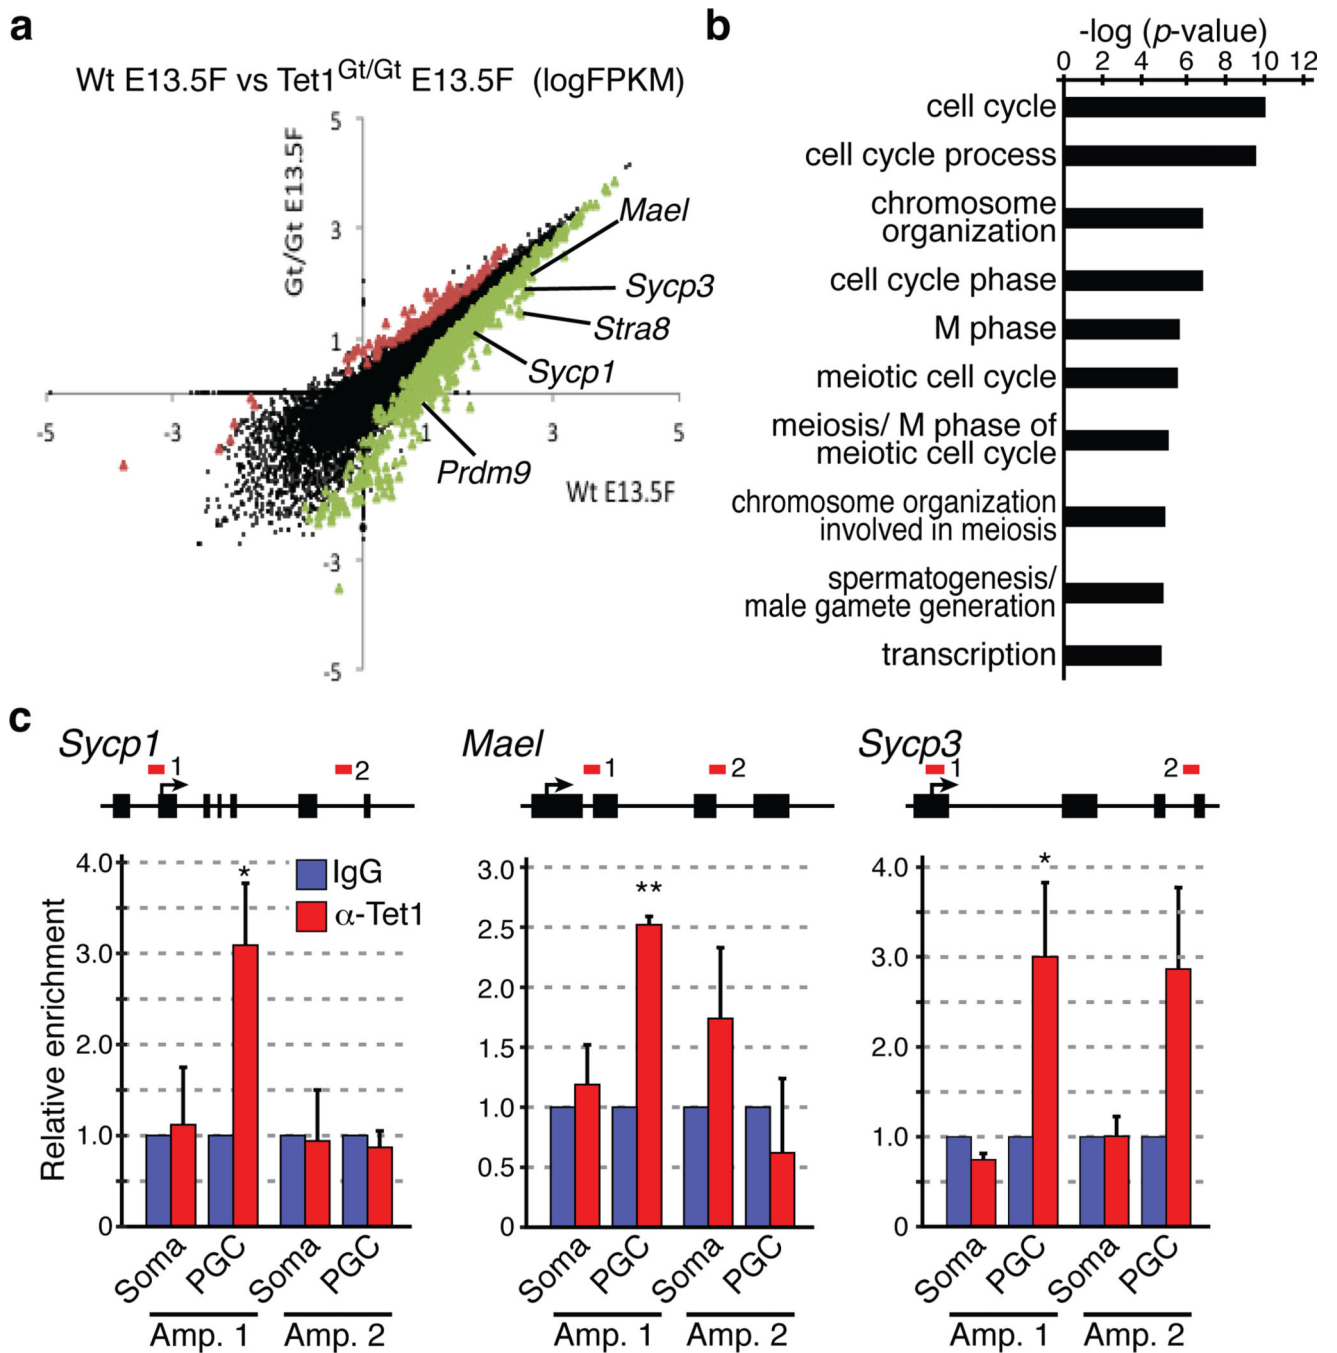 a
Wt E13.5F vs Tet1Gt/Gt E13.5F (logFPKM)
Gt/Gt E13.5F
5
3
1
-3
-5
-5
-3
1
3
5
Wt E13.5F
Mael
Sycp3
Stra8
Sycp1
Prdm9
b
-log (p-value)
0 2 4 6 8 10 12
cell cycle
cell cycle process
chromosome
organization
cell cycle phase
M phase
meiotic cell cycle
meiosis/ M phase of
meiotic cell cycle
chromosome organization
involved in meiosis
spermatogenesis/
male gamete generation
transcription
c
Sycp1
1
2
Relative enrichment
4.0
3.0
2.0
1.0
0
*
IgG
α-Tet1
Soma PGC Soma PGC
Amp. 1 Amp. 2
Mael
1
2
3.0
2.5
2.0
1.5
1.0
0.5
0
**
Soma PGC Soma PGC
Amp. 1 Amp. 2
Sycp3
1
2
4.0
3.0
2.0
1.0
0
*
Soma PGC Soma PGC
Amp. 1 Amp. 2